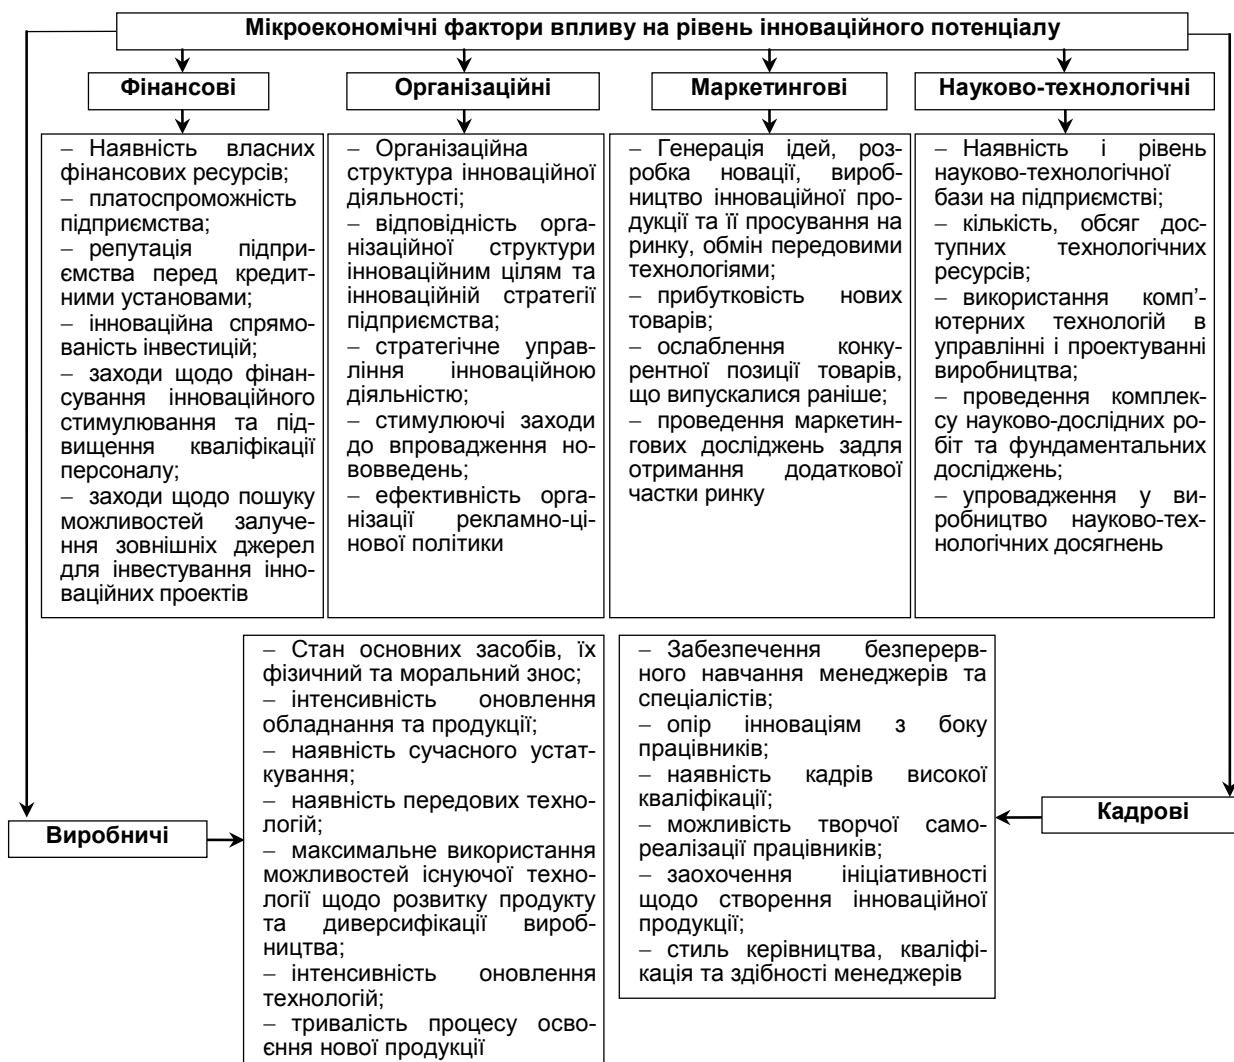 Мікроекономічні фактори впливу на рівень інноваційного потенціалу
Фінансові
– Наявність власних
фінансових ресурсів;
– платоспроможність
підприємства;
– репутація підпри-
ємства перед кредит-
ними установами;
– інноваційна спрямо-
ваність інвестицій;
– заходи щодо фінан-
сування інноваційного
стимулювання та під-
вищення кваліфікації
персоналу;
– заходи щодо пошуку
можливостей залуче-
ння зовнішніх джерел
для інвестування інно-
ваційних проектів
Організаційні
– Організаційна
структура інноваційної
діяльності;
– відповідність орга-
нізаційної структури
інноваційним цілям та
інноваційній стратегії
підприємства;
– стратегічне управ-
ління інноваційною
діяльністю;
– стимулюючі заходи
до впровадження но-
вовведень;
– ефективність орга-
нізації рекламно-ці-
нової політики
Маркетингові
– Генерація ідей, роз-
робка новації, вироб-
ництво інноваційної про-
дукції та її просування на
ринку, обмін передовими
технологіями;
– прибутковість нових
товарів;
– ослаблення конку-
рентної позиції товарів,
що випускалися раніше;
– проведення маркетин-
гових досліджень задля
отримання додаткової
частки ринку
Науково-технологічні
– Наявність і рівень
науково-технологічної
бази на підприємстві;
– кількість, обсяг дос-
тупних технологічних
ресурсів;
– використання комп’-
ютерних технологій в
управлінні і проектуванні
виробництва;
– проведення комплек-
су науково-дослідних ро-
біт та фундаментальних
досліджень;
– упровадження у ви-
робництво науково-тех-
нологічних досягнень
Виробничі
– Стан основних засобів, їх
фізичний та моральний знос;
– інтенсивність оновлення
обладнання та продукції;
– наявність сучасного устат-
кування;
– наявність передових техно-
логій;
– максимальне використання
можливостей існуючої техно-
логії щодо розвитку продукту
та диверсифікації вироб-
ництва;
– інтенсивність оновлення
технологій;
– тривалість процесу осво-
єння нової продукції
Кадрові
– Забезпечення безперерв-
ного навчання менеджерів та
спеціалістів;
– опір інноваціям з боку
працівників;
– наявність кадрів високої
кваліфікації;
– можливість творчої само-
реалізації працівників;
– заохочення ініціативності
щодо створення інноваційної
продукції;
– стиль керівництва, кваліфі-
кація та здібності менеджерів